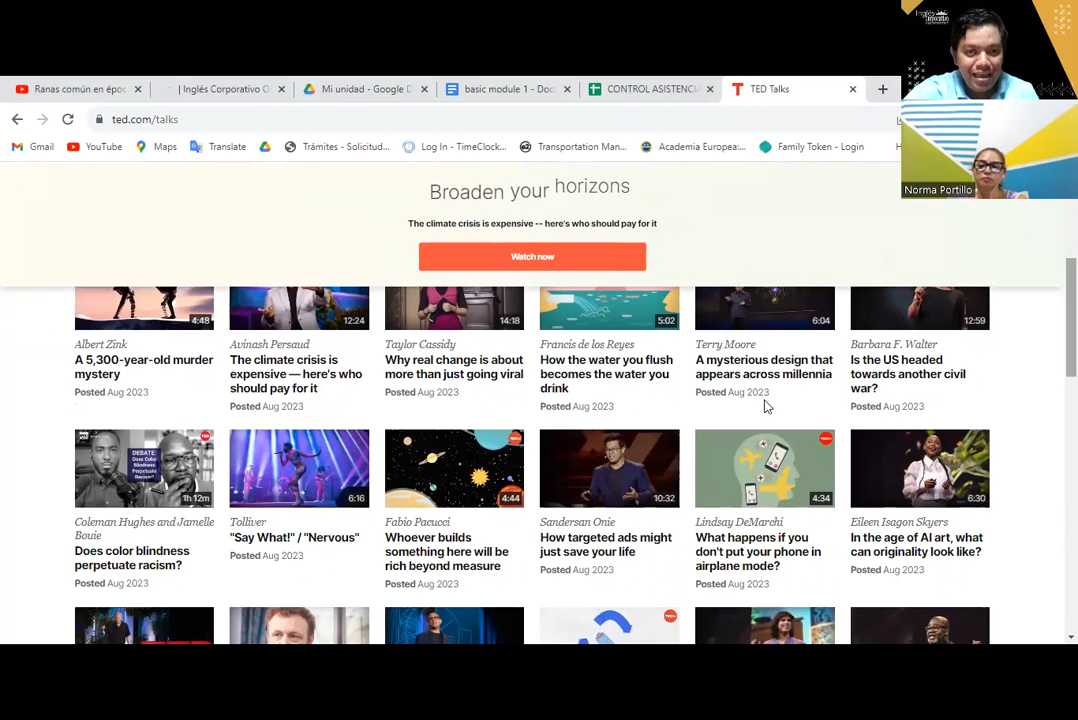 Inglés
Corporativo
Ranas común en époc
| Inglés Corporativo O
Mi unidad - Google D
basic module 1 - Docu
CONTROL ASISTENCI
TED Talks
ted.com/talks
Gmail
YouTube
Maps
Translate
Trámites - Solicitud...
Log In - TimeClock...
Transportation Man...
Academia Europea:...
Family Token - Login
Norma Portillo
Broaden your horizons
The climate crisis is expensive -- here's who should pay for it
Watch now
4:48
12:24
14:18
5:02
6:04
12:59
Albert Zink
A 5,300-year-old murder
mystery
Posted Aug 2023
Avinash Persaud
The climate crisis is
expensive — here's who
should pay for it
Posted Aug 2023
Taylor Cassidy
Why real change is about
more than just going viral
Posted Aug 2023
Francis de los Reyes
How the water you flush
becomes the water you
drink
Posted Aug 2023
Terry Moore
A mysterious design that
appears across millennia
Posted Aug 2023
Barbara F. Walter
Is the US headed
towards another civil
war?
Posted Aug 2023
DEBATE:
Does Color
Blindness
Perpetuate
Racism?
1h12m
6:16
4:44
10:32
4:34
6:30
Coleman Hughes and Jamelle
Bouie
Does color blindness
perpetuate racism?
Posted Aug 2023
Tolliver
"Say What!" / "Nervous"
Posted Aug 2023
Fabio Pacucci
Whoever builds
something here will be
rich beyond measure
Posted Aug 2023
Sandersan Onie
How targeted ads might
just save your life
Posted Aug 2023
Lindsay DeMarchi
What happens if you
don't put your phone in
airplane mode?
Posted Aug 2023
Eileen Isagon Skyers
In the age of AI art, what
can originality look like?
Posted Aug 2023